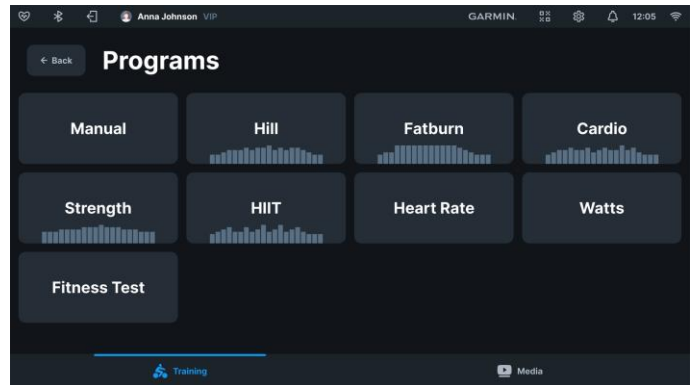 Anna Johnson VIP GARMIN. 12:05
← Back Programs
Manual Hill Fatburn Cardio
Strength HIIT Heart Rate Watts
Fitness Test
Training Media